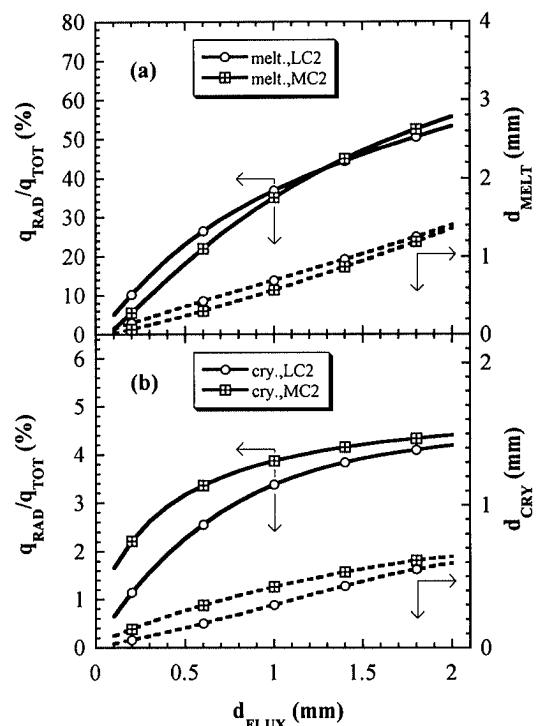 80
70
60
50
40
30
20
10
0
q_RAD/q_TOT (%)
(a)
melt.,LC2
melt.,MC2
4
3
2
1
0
d_MELT (mm)
6
5
4
3
2
1
0
q_RAD/q_TOT (%)
(b)
cry.,LC2
cry.,MC2
2
1
0
d_CRY (mm)
0 0.5 1 1.5 2
d_FLUX (mm)